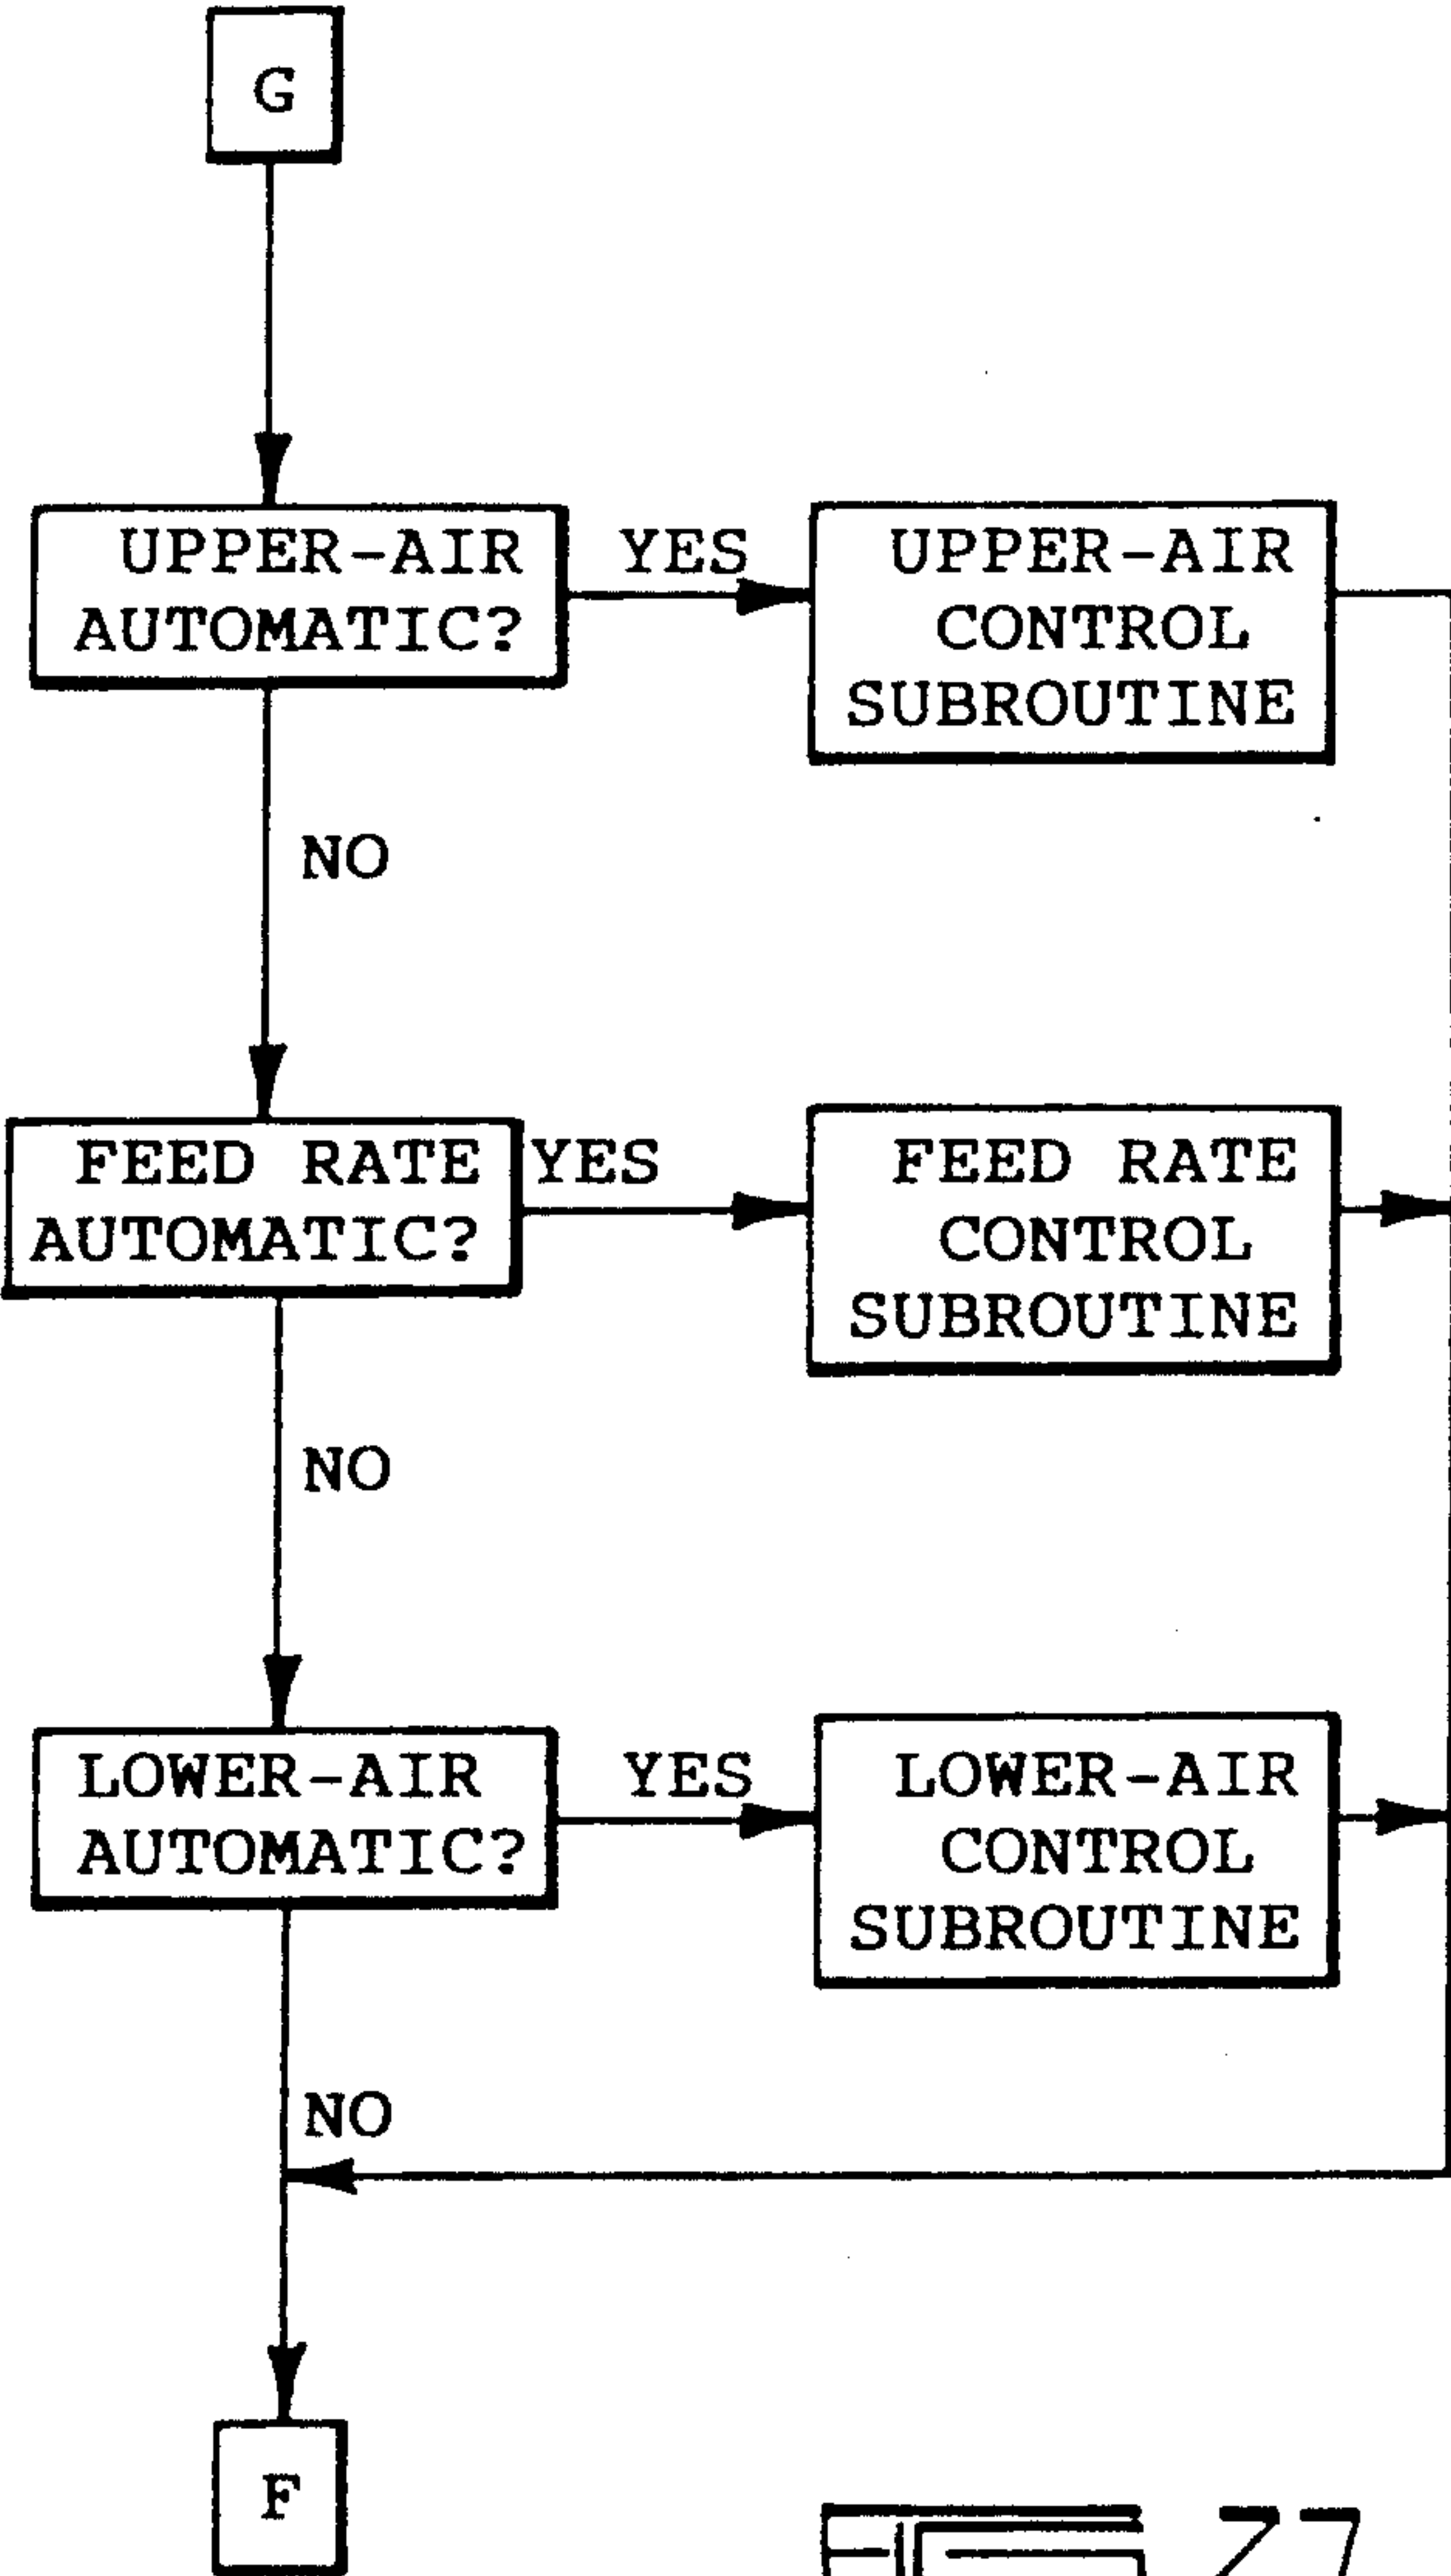 G
UPPER-AIR
AUTOMATIC?
YES
UPPER-AIR
CONTROL
SUBROUTINE
NO
FEED RATE
AUTOMATIC?
YES
FEED RATE
CONTROL
SUBROUTINE
NO
LOWER-AIR
AUTOMATIC?
YES
LOWER-AIR
CONTROL
SUBROUTINE
NO
F